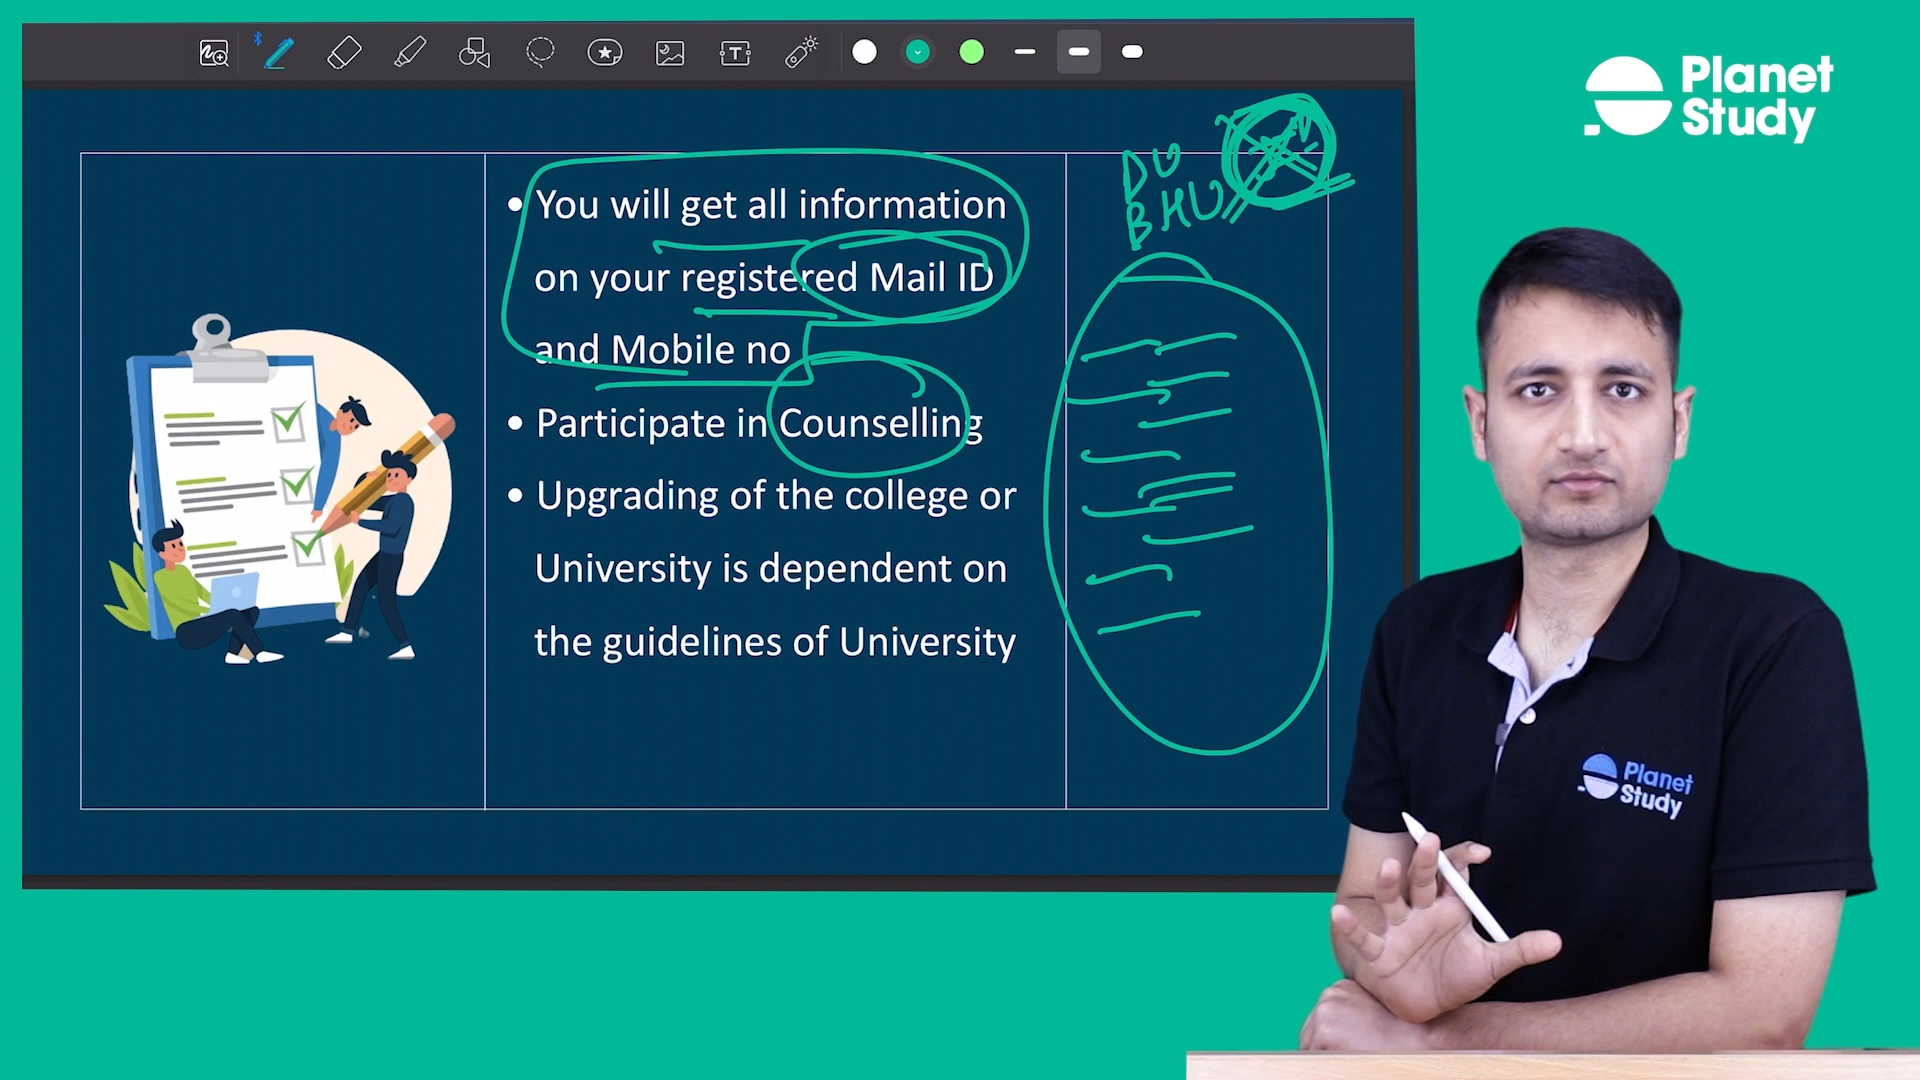 Planet
Study
DU
BHU
• You will get all information
on your registered Mail ID
and Mobile no
• Participate in Counselling
• Upgrading of the college or
University is dependent on
the guidelines of University
Planet
Study